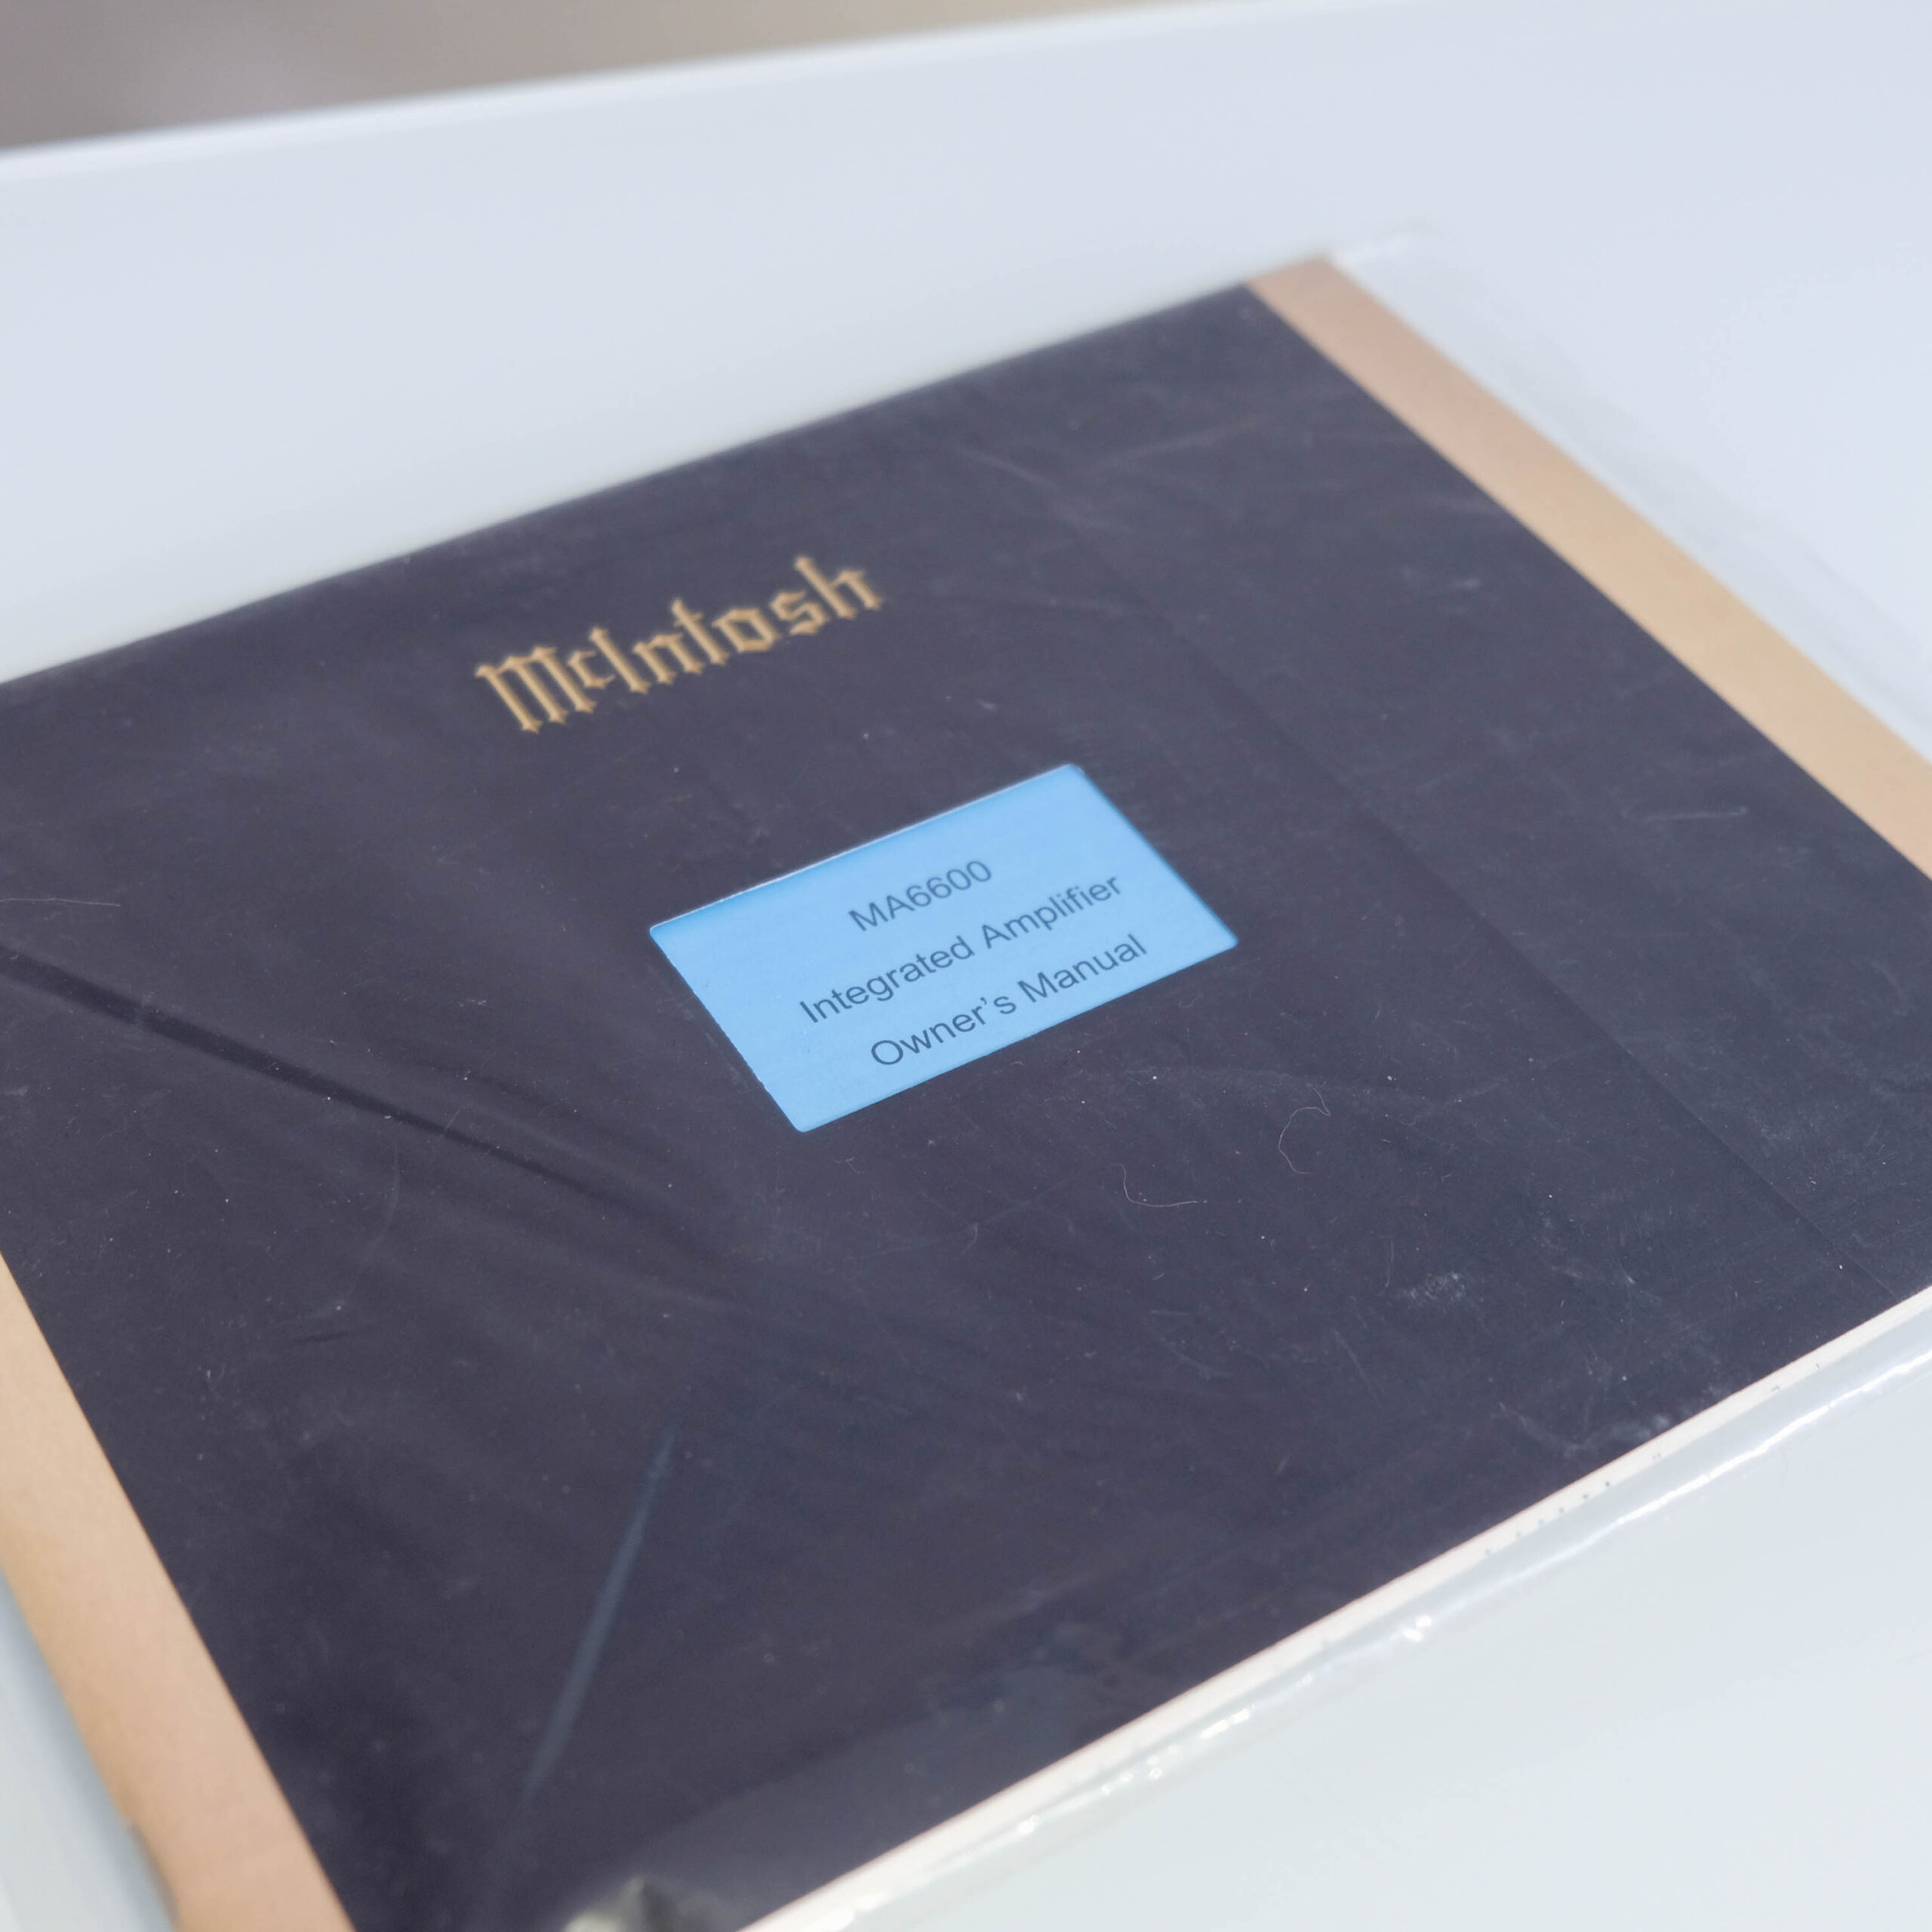 McIntosh
MA6600
Integrated Amplifier
Owner’s Manual